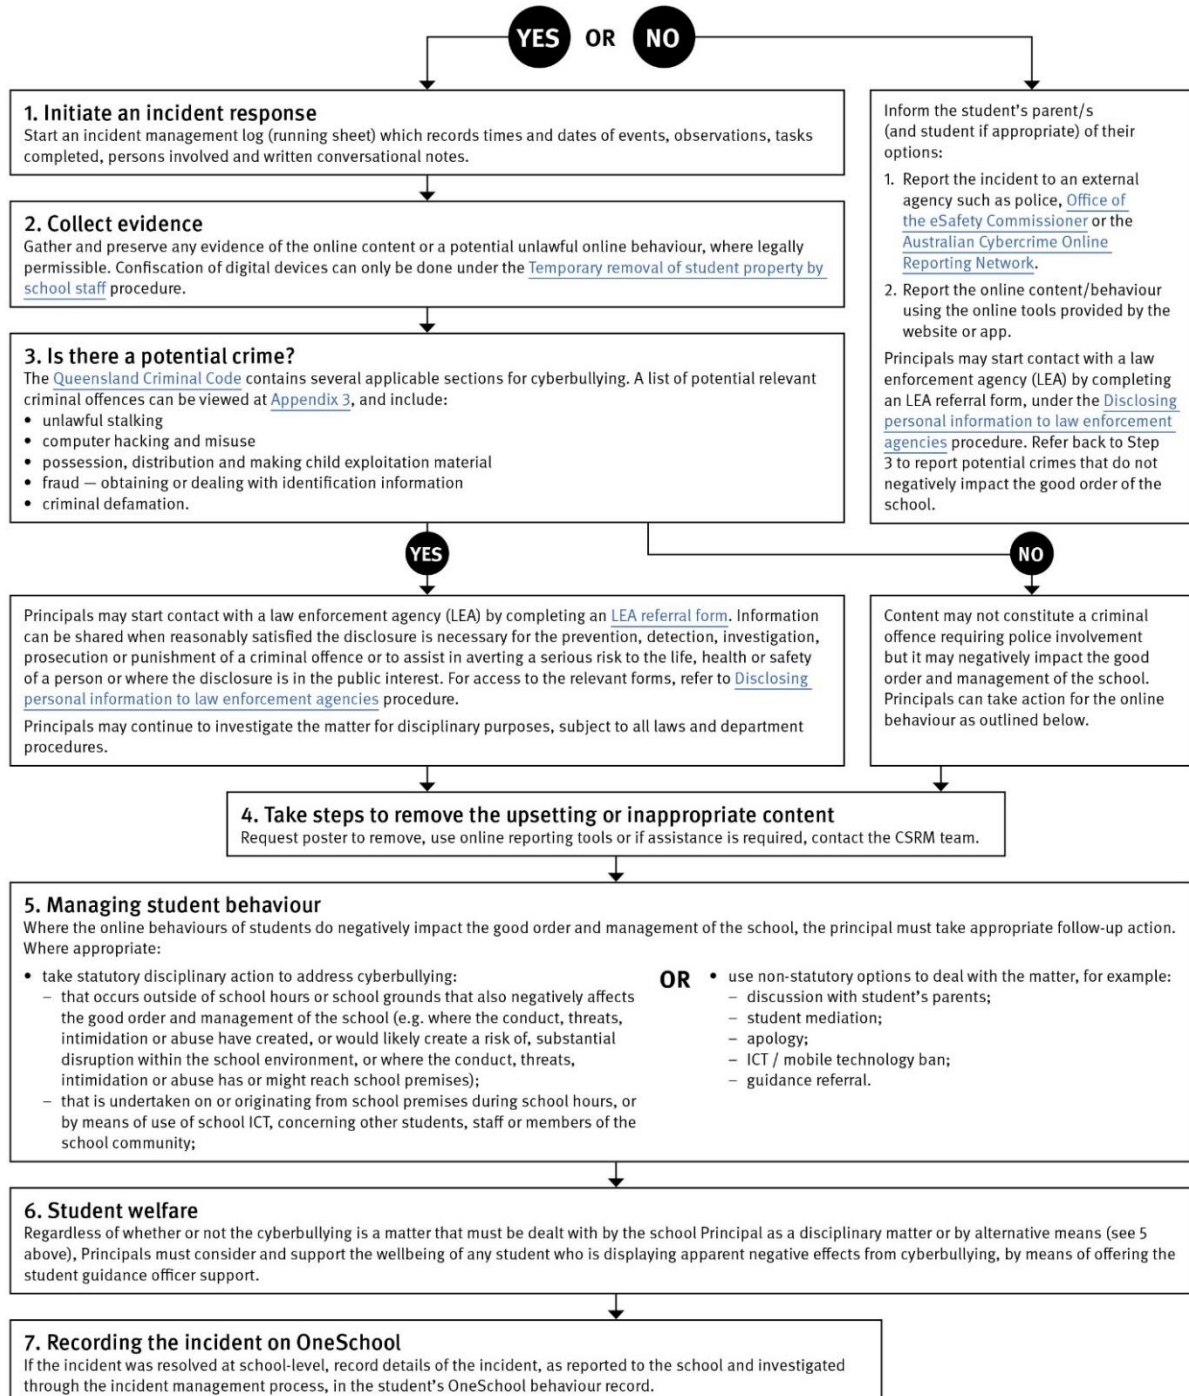 YES OR NO
1. Initiate an incident response
Start an incident management log (running sheet) which records times and dates of events, observations, tasks
completed, persons involved and written conversational notes.
2. Collect evidence
Gather and preserve any evidence of the online content or a potential unlawful online behaviour, where legally
permissible. Confiscation of digital devices can only be done under the Temporary removal of student property by
school staff procedure.
3. Is there a potential crime?
The Queensland Criminal Code contains several applicable sections for cyberbullying. A list of potential relevant
criminal offences can be viewed at Appendix 3, and include:
• unlawful stalking
• computer hacking and misuse
• possession, distribution and making child exploitation material
• fraud — obtaining or dealing with identification information
• criminal defamation.
Inform the student's parent/s
(and student if appropriate) of their
options:
1. Report the incident to an external
agency such as police, Office of
the eSafety Commissioner or the
Australian Cybercrime Online
Reporting Network.
2. Report the online content/behaviour
using the online tools provided by the
website or app.
Principals may start contact with a law
enforcement agency (LEA) by completing
an LEA referral form, under the Disclosing
personal information to law enforcement
agencies procedure. Refer back to Step
3 to report potential crimes that do not
negatively impact the good order of the
school.
YES
NO
Principals may start contact with a law enforcement agency (LEA) by completing an LEA referral form. Information
can be shared when reasonably satisfied the disclosure is necessary for the prevention, detection, investigation,
prosecution or punishment of a criminal offence or to assist in averting a serious risk to the life, health or safety
of a person or where the disclosure is in the public interest. For access to the relevant forms, refer to Disclosing
personal information to law enforcement agencies procedure.
Principals may continue to investigate the matter for disciplinary purposes, subject to all laws and department
procedures.
Content may not constitute a criminal
offence requiring police involvement
but it may negatively impact the good
order and management of the school.
Principals can take action for the online
behaviour as outlined below.
4. Take steps to remove the upsetting or inappropriate content
Request poster to remove, use online reporting tools or if assistance is required, contact the CSRM team.
5. Managing student behaviour
Where the online behaviours of students do negatively impact the good order and management of the school, the principal must take appropriate follow-up action.
Where appropriate:
• take statutory disciplinary action to address cyberbullying:
– that occurs outside of school hours or school grounds that also negatively affects
the good order and management of the school (e.g. where the conduct, threats,
intimidation or abuse have created, or would likely create a risk of, substantial
disruption within the school environment, or where the conduct, threats,
intimidation or abuse has or might reach school premises);
– that is undertaken on or originating from school premises during school hours, or
by means of use of school ICT, concerning other students, staff or members of the
school community;
OR
• use non-statutory options to deal with the matter, for example:
– discussion with student's parents;
– student mediation;
– apology;
– ICT / mobile technology ban;
– guidance referral.
6. Student welfare
Regardless of whether or not the cyberbullying is a matter that must be dealt with by the school Principal as a disciplinary matter or by alternative means (see 5
above), Principals must consider and support the wellbeing of any student who is displaying apparent negative effects from cyberbullying, by means of offering the
student guidance officer support.
7. Recording the incident on OneSchool
If the incident was resolved at school-level, record details of the incident, as reported to the school and investigated
through the incident management process, in the student's OneSchool behaviour record.